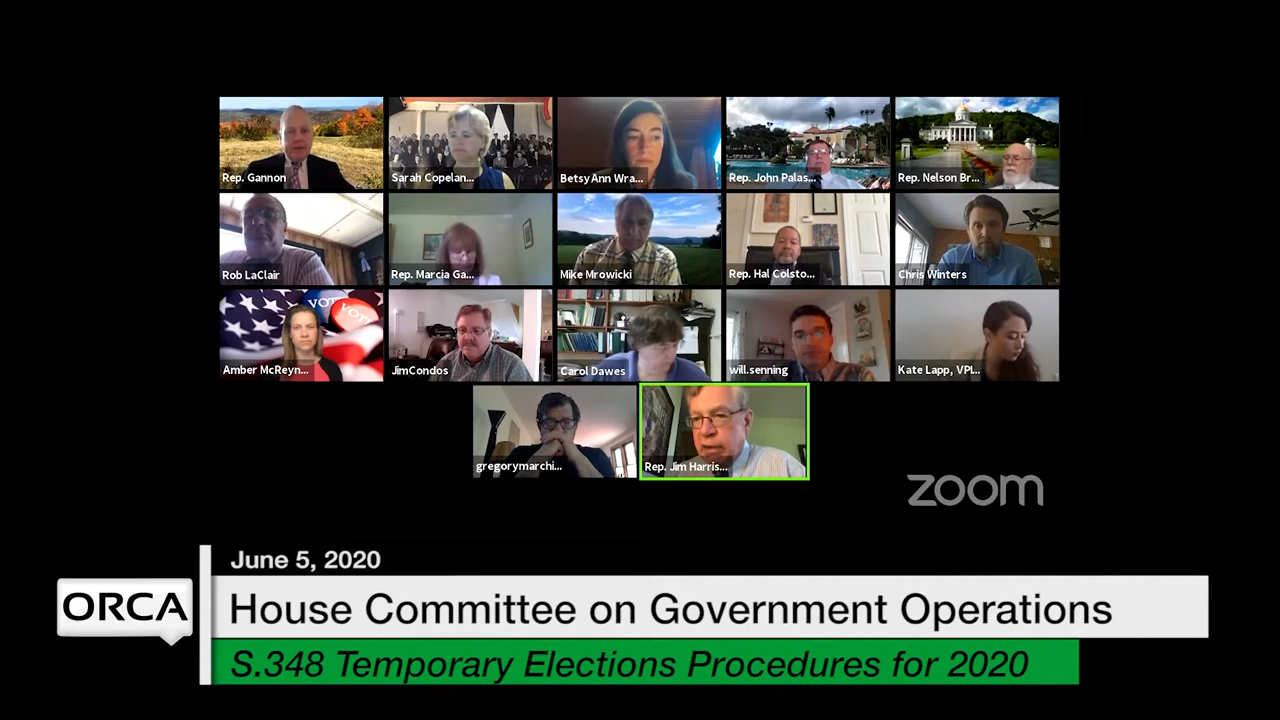 Rep. Gannon
Sarah Copelan...
BetsyAnn Wra...
Rep. John Palas...
Rep. Nelson Br...
Rob LaClair
Rep. Marcia Ga...
Mike Mrowicki
Rep. Hal Colsto...
Chris Winters
VOTE
Amber McReyn...
JimCondos
Carol Dawes
will.senning
Kate Lapp, VPI...
gregorymarchi...
Rep. Jim Harris...
zoom
June 5, 2020
ORCA
House Committee on Government Operations
S.348 Temporary Elections Procedures for 2020